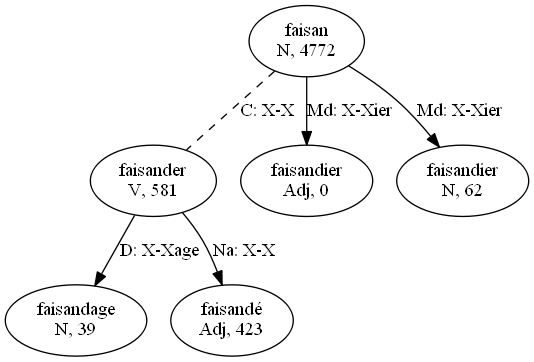 faisan
N, 4772
C: X-X
Md: X-Xier
Md: X-Xier
faisander
V, 581
faisandier
Adj, 0
faisandier
N, 62
D: X-Xage
Na: X-X
faisandage
N, 39
faisandé
Adj, 423